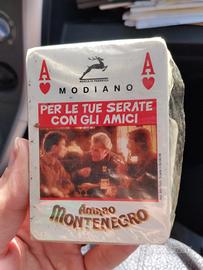 A A
MODIANO
PER LE TUE SERATE
CON GLI AMICI
AMARO
MONTENEGRO